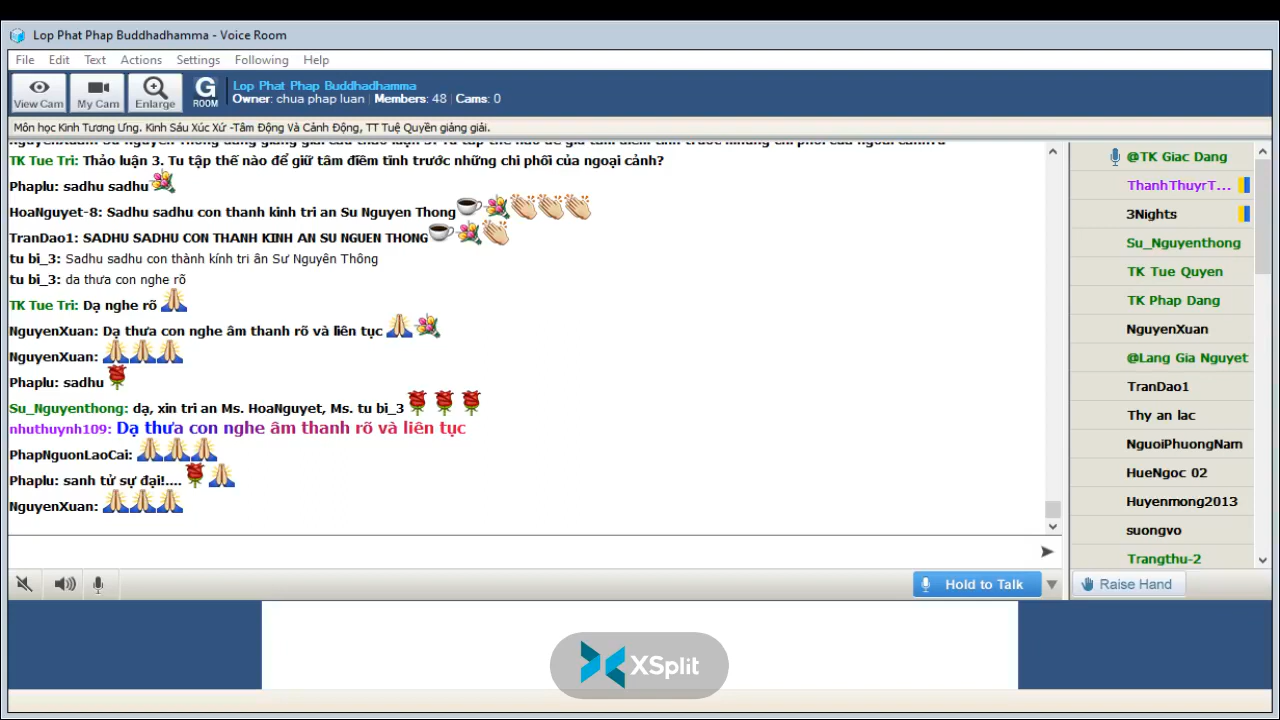 Lop Phat Phap Buddhadhamma - Voice Room
File Edit Text Actions Settings Following Help
View Cam My Cam Enlarge G ROOM
Lop Phat Phap Buddhadhamma
Owner: chua phap luan | Members: 48 | Cams: 0
Môn học Kinh Tương Ưng. Kinh Sáu Xúc Xứ -Tâm Động Và Cảnh Động, TT Tuệ Quyền giảng giải.
TK Tue Tri: Thảo luận 3. Tu tập thế nào để giữ tâm điềm tĩnh trước những chi phối của ngoại cảnh?
Phaplu: sadhu sadhu
HoaNguyet-8: Sadhu sadhu con thanh kinh tri an Su Nguyen Thong
TranDao1: SADHU SADHU CON THANH KINH AN SU NGUEN THONG
tu bi_3: Sadhu sadhu con thành kính tri ân Sư Nguyên Thông
tu bi_3: da thưa con nghe rõ
TK Tue Tri: Dạ nghe rõ
NguyenXuan: Dạ thưa con nghe âm thanh rõ và liên tục
NguyenXuan:
Phaplu: sadhu
Su_Nguyenthong: dạ, xin tri an Ms. HoaNguyet, Ms. tu bi_3
nhuthuynh109: Dạ thưa con nghe âm thanh rõ và liên tục
PhapNguonLaoCai:
Phaplu: sanh tử sự đại!....
NguyenXuan:
@TK Giac Dang
ThanhThuyrT...
3Nights
Su_Nguyenthong
TK Tue Quyen
TK Phap Dang
NguyenXuan
@Lang Gia Nguyet
TranDao1
Thy an lac
NguoiPhuongNam
HueNgoc 02
Huyenmong2013
suongvo
Trangthu-2
Hold to Talk
Raise Hand
XSplit